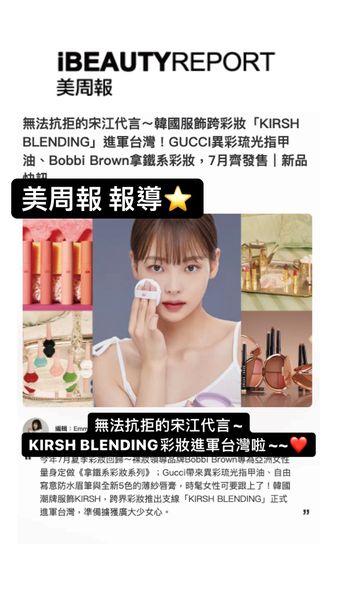 iBEAUTYREPORT
美周報
無法抗拒的宋江代言~韓國服飾跨彩妝「KIRSH
BLENDING」進軍台灣！GUCCI異彩琉光指甲
油、Bobbi Brown拿鐵系彩妝，7月齊發售｜新品
快訊
美周報 報導⭐
編輯：Emm
無法抗拒的宋江代言~
KIRSH BLENDING彩妝進軍台灣啦~~❤️
今年7月夏季彩妝回歸～裸妝領導品牌Bobbi Brown專為亞洲女性
量身定做《拿鐵系彩妝系列》；Gucci帶來異彩琉光指甲油、自由
寫意防水眉筆與全新5色的薄紗唇膏，時髦女性可要跟上了！韓國
潮牌服飾KIRSH，跨界彩妝推出支線「KIRSH BLENDING」正式
進軍台灣，準備擄獲廣大少女心。
"